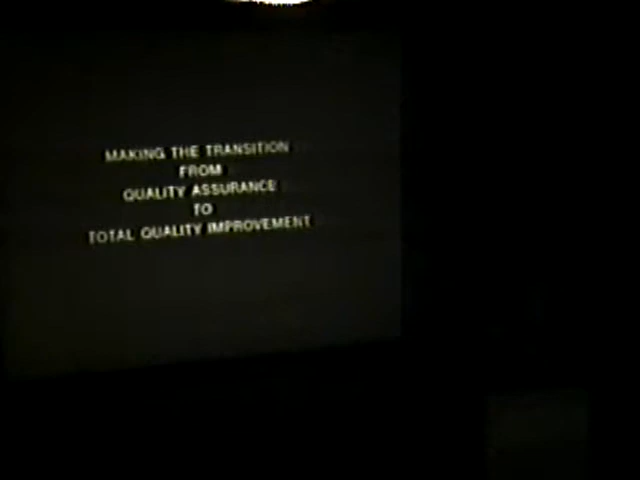 MAKING THE TRANSITION
FROM
QUALITY ASSURANCE
TO
TOTAL QUALITY IMPROVEMENT